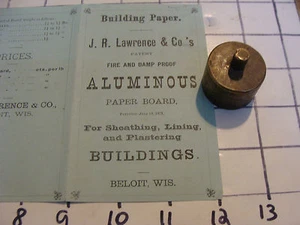 Building Paper.
J. R. Lawrence & Co.'s
PATENT
FIRE AND DAMP PROOF
ALUMINOUS
PAPER BOARD,
For Sheathing, Lining,
and Plastering
BUILDINGS.
BELOIT, WIS.
RICES.
RENCE & CO.,
OIT, WIS.
8 9 10 11 12 13